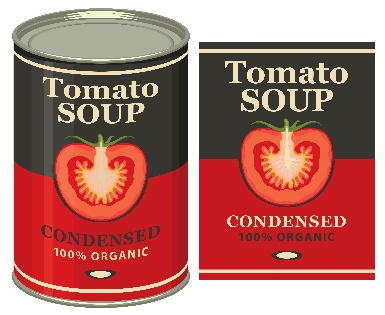 Tomato
SOUP
CONDENSED
100% ORGANIC
Tomato
SOUP
CONDENSED
100% ORGANIC